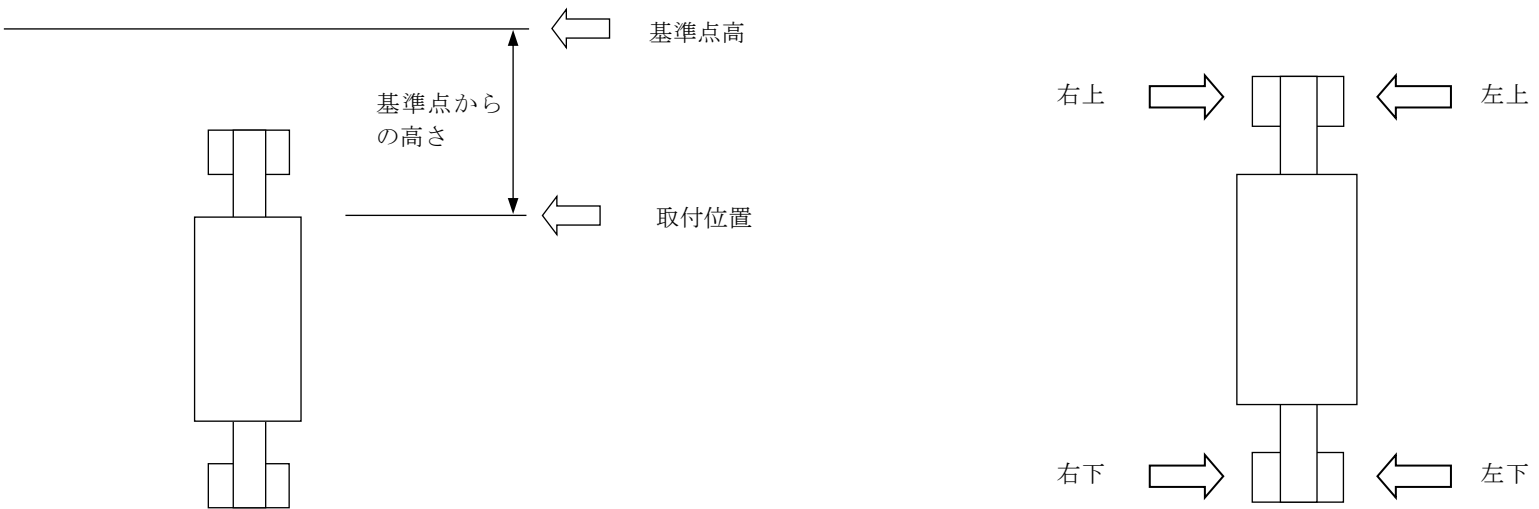 基準点高
基準点から
の高さ
取付位置
右上
左上
右下
左下